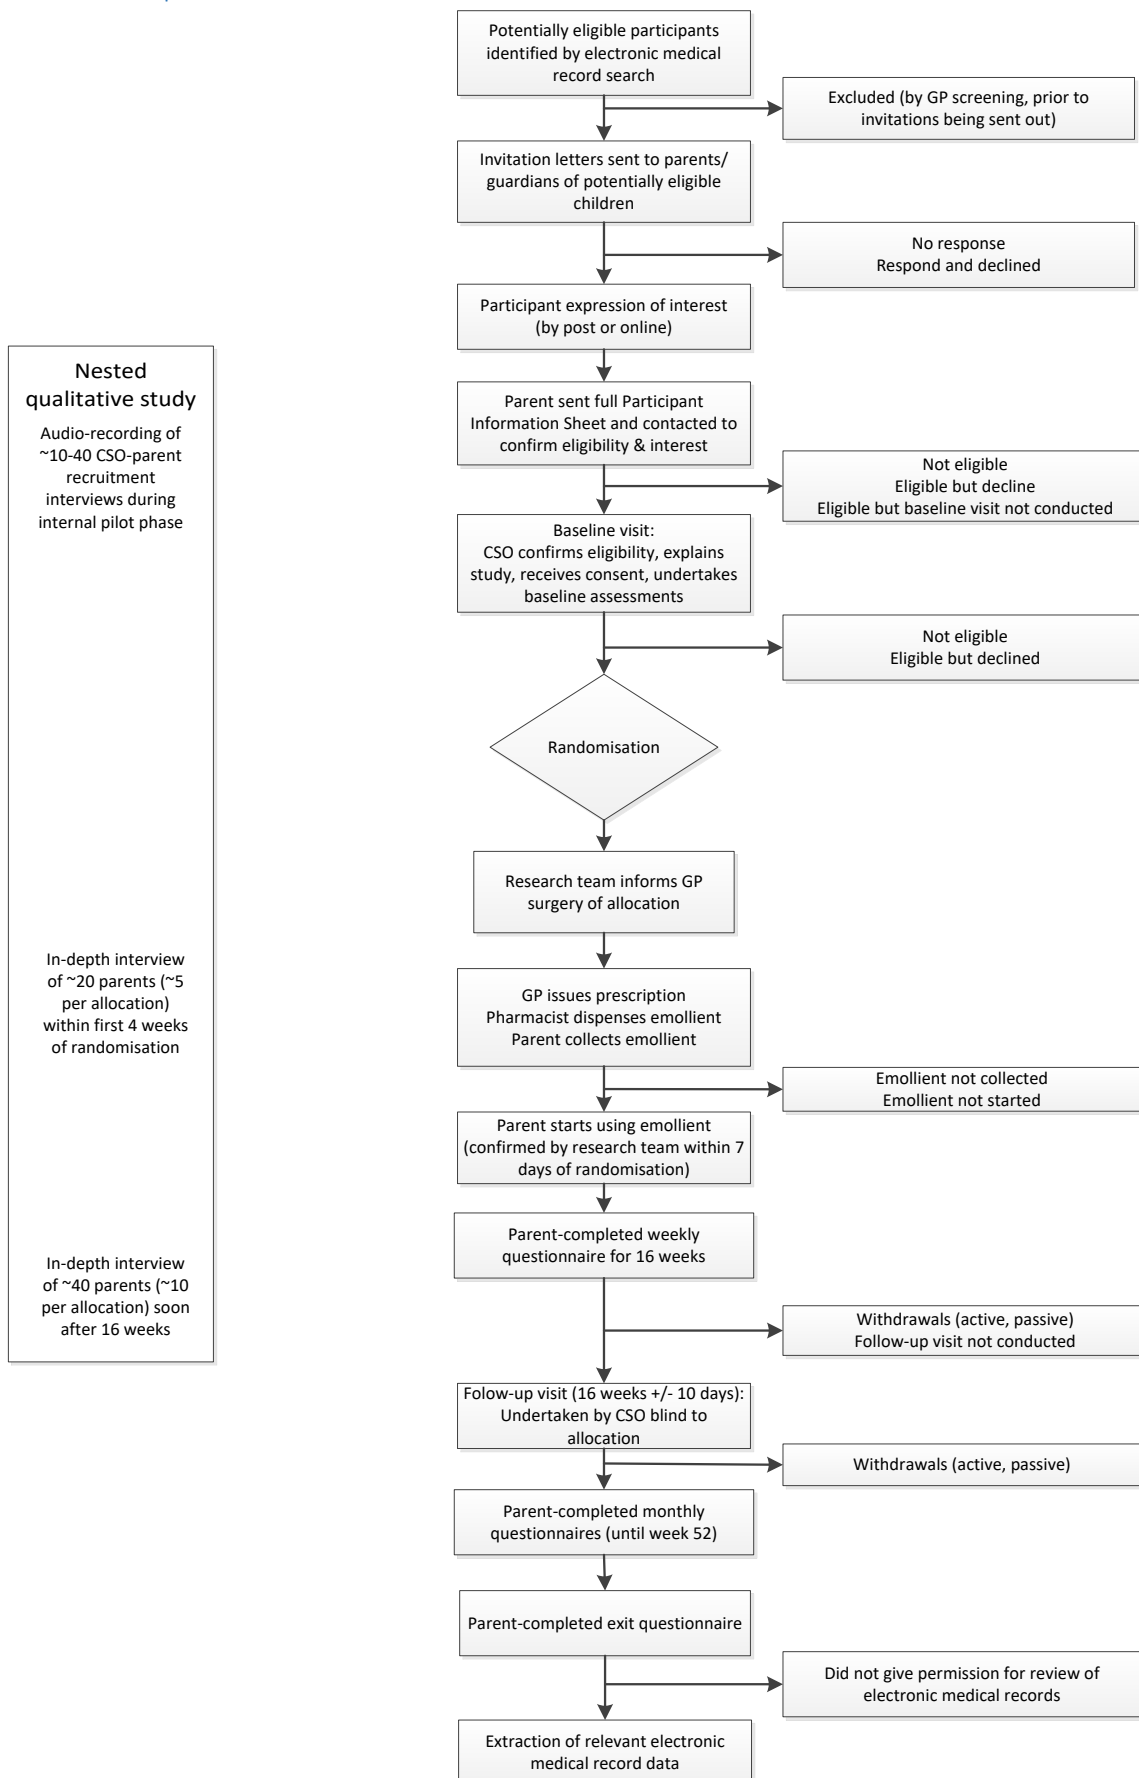 Potentially eligible participants
identified by electronic medical
record search
Excluded (by GP screening, prior to
invitations being sent out)
Invitation letters sent to parents/
guardians of potentially eligible
children
No response
Respond and declined
Participant expression of interest
(by post or online)
Parent sent full Participant
Information Sheet and contacted to
confirm eligibility & interest
Not eligible
Eligible but decline
Eligible but baseline visit not conducted
Baseline visit:
CSO confirms eligibility, explains
study, receives consent, undertakes
baseline assessments
Not eligible
Eligible but declined
Randomisation
Research team informs GP
surgery of allocation
GP issues prescription
Pharmacist dispenses emollient
Parent collects emollient
Emollient not collected
Emollient not started
Parent starts using emollient
(confirmed by research team within 7
days of randomisation)
Parent-completed weekly
questionnaire for 16 weeks
Withdrawals (active, passive)
Follow-up visit not conducted
Folow-up visit (16 weeks +/- 10 days):
Undertaken by CSO blind to
allocation
Withdrawals (active, passive)
Parent-completed monthly
questionnaires (until week 52)
Parent-completed exit questionnaire
Did not give permission for review of
electronic medical records
Extraction of relevant electronic
medical record data
Nested
qualitative study
Audio-recording of
~10-40 CSO-parent
recruitment
interviews during
internal pilot phase
In-depth interview
of ~20 parents (~5
per allocation)
within first 4 weeks
of randomisation
In-depth interview
of ~40 parents (~10
per allocation) soon
after 16 weeks